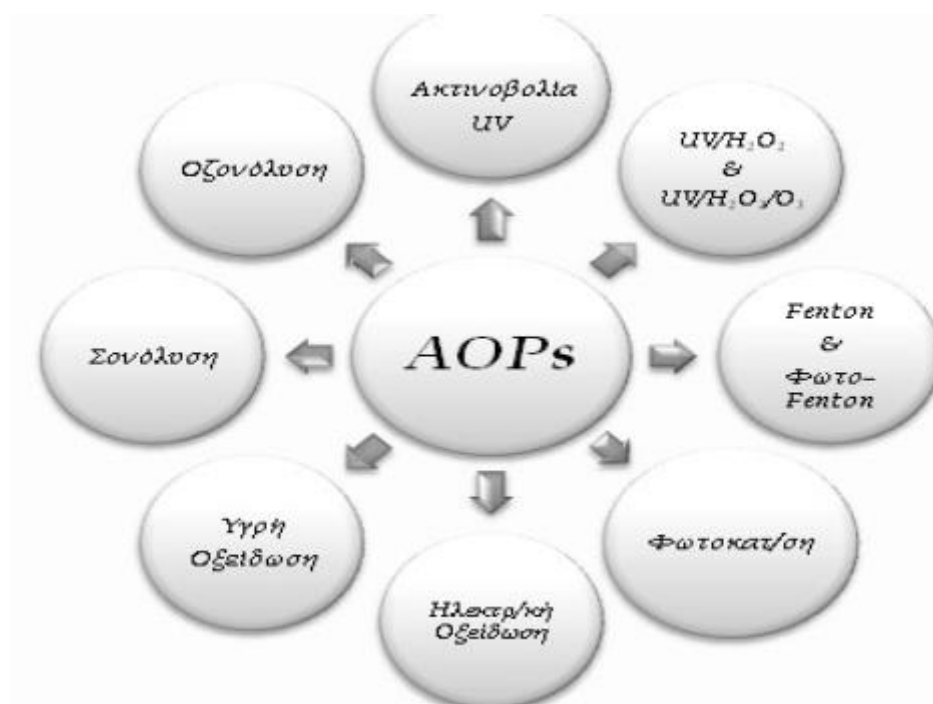 Ακτινοβολία
UV
UV/H₂O₂
&
UV/H₂O₂/O₃
Fenton
&
Φωτο-
Fenton
Φωτοκατ/ση
Ηλεκτρ/κή
Οξείδωση
Υγρή
Οξείδωση
Σονόλυση
Οζονόλυση
AOPs